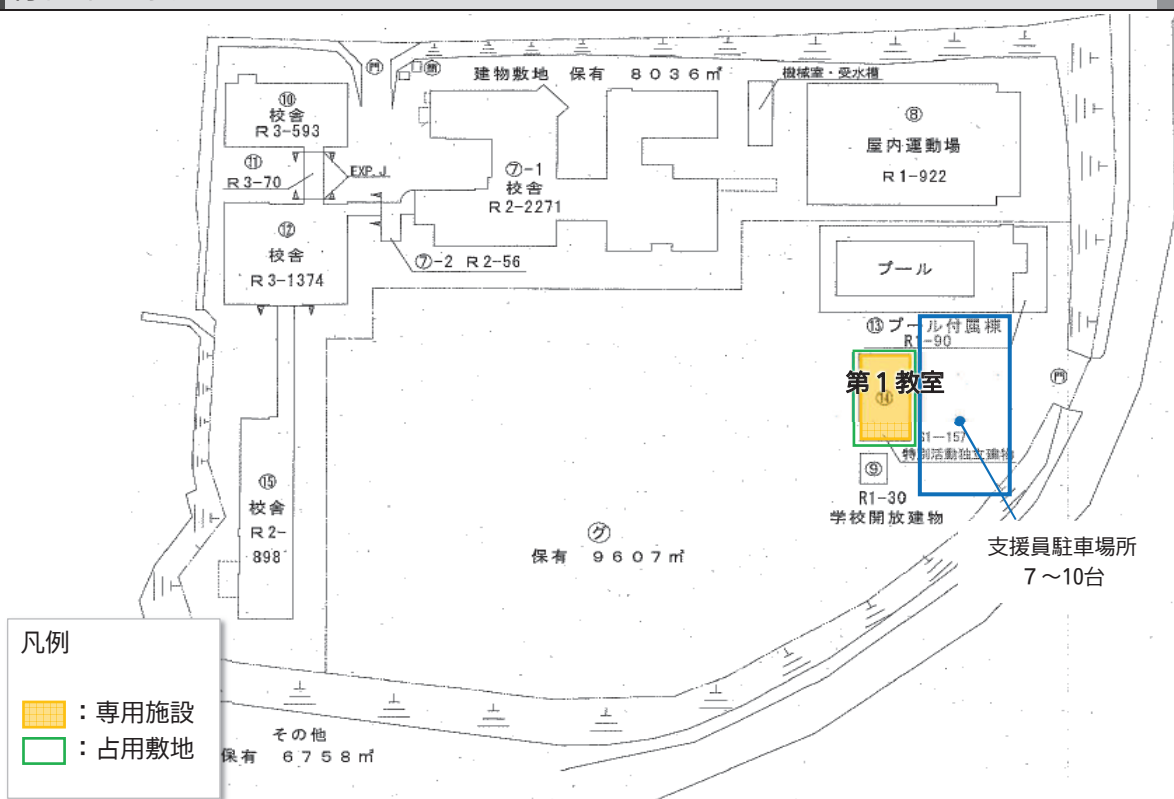 門
建物敷地 保有 8036㎡
機械室・受水槽
⑩
校舎
R3-593
⑪
R3-70
EXP.J
⑦-1
校舎
R2-2271
⑧
屋内運動場
R1-922
⑫
校舎
R3-1374
⑦-2 R2-56
プール
⑬プール付属棟
R1-90
門
第1教室
⑭
S1-157
特別活動独立建物
⑨
R1-30
学校開放建物
⑮
校舎
R2-
898
グ
保有 9607㎡
支援員駐車場所
7～10台
凡例
：専用施設
：占用敷地
その他
保有 6758㎡